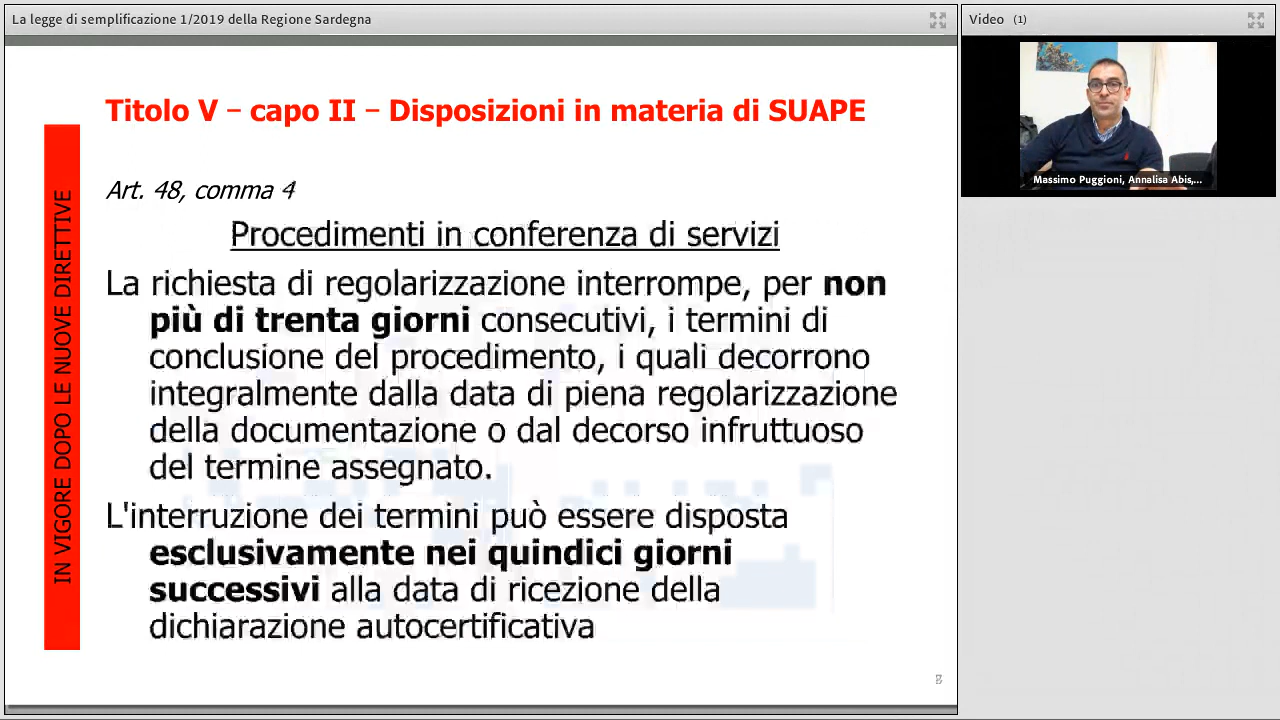 La legge di semplificazione 1/2019 della Regione Sardegna
Video (1)
Massimo Puggioni, Annalisa Abis,...
Titolo V – capo II – Disposizioni in materia di SUAPE
IN VIGORE DOPO LE NUOVE DIRETTIVE
Art. 48, comma 4
Procedimenti in conferenza di servizi
La richiesta di regolarizzazione interrompe, per non
più di trenta giorni consecutivi, i termini di
conclusione del procedimento, i quali decorrono
integralmente dalla data di piena regolarizzazione
della documentazione o dal decorso infruttuoso
del termine assegnato.
L'interruzione dei termini può essere disposta
esclusivamente nei quindici giorni
successivi alla data di ricezione della
dichiarazione autocertificativa